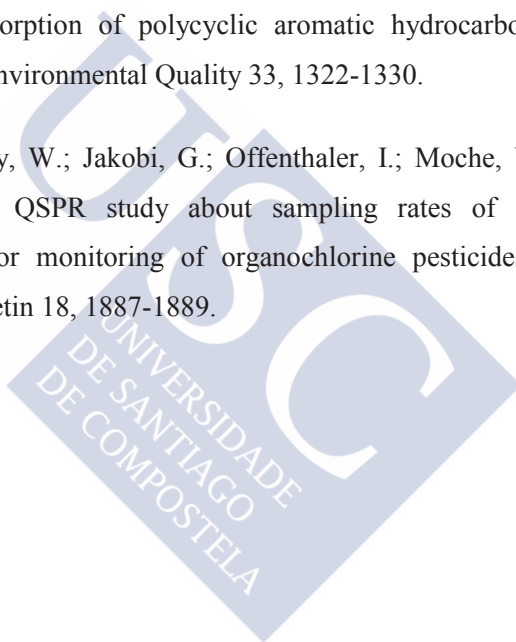 orption of polycyclic aromatic hydrocarbo
nvironmental Quality 33, 1322-1330.
y, W.; Jakobi, G.; Offenthaler, I.; Moche,
QSPR study about sampling rates of
or monitoring of organochlorine pesticide
etin 18, 1887-1889.
USC
UNIVERSIDADE
DE SANTIAGO
DE COMPOSTELA